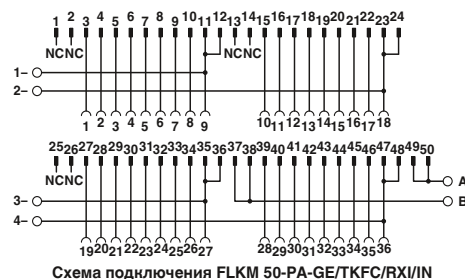 1 2 3 4 5 6 7 8 9 10 11 12 13 14 15 16 17 18 19 20 21 22 23 24
NC NC NC NC
1–
2–
1 2 3 4 5 6 7 8 9 10 11 12 13 14 15 16 17 18
25 26 27 28 29 30 31 32 33 34 35 36 37 38 39 40 41 42 43 44 45 46 47 48 49 50
NC NC
A
B
3–
4–
19 20 21 22 23 24 25 26 27 28 29 30 31 32 33 34 35 36
Схема подключения FLKM 50-PA-GE/TKFC/RXI/IN